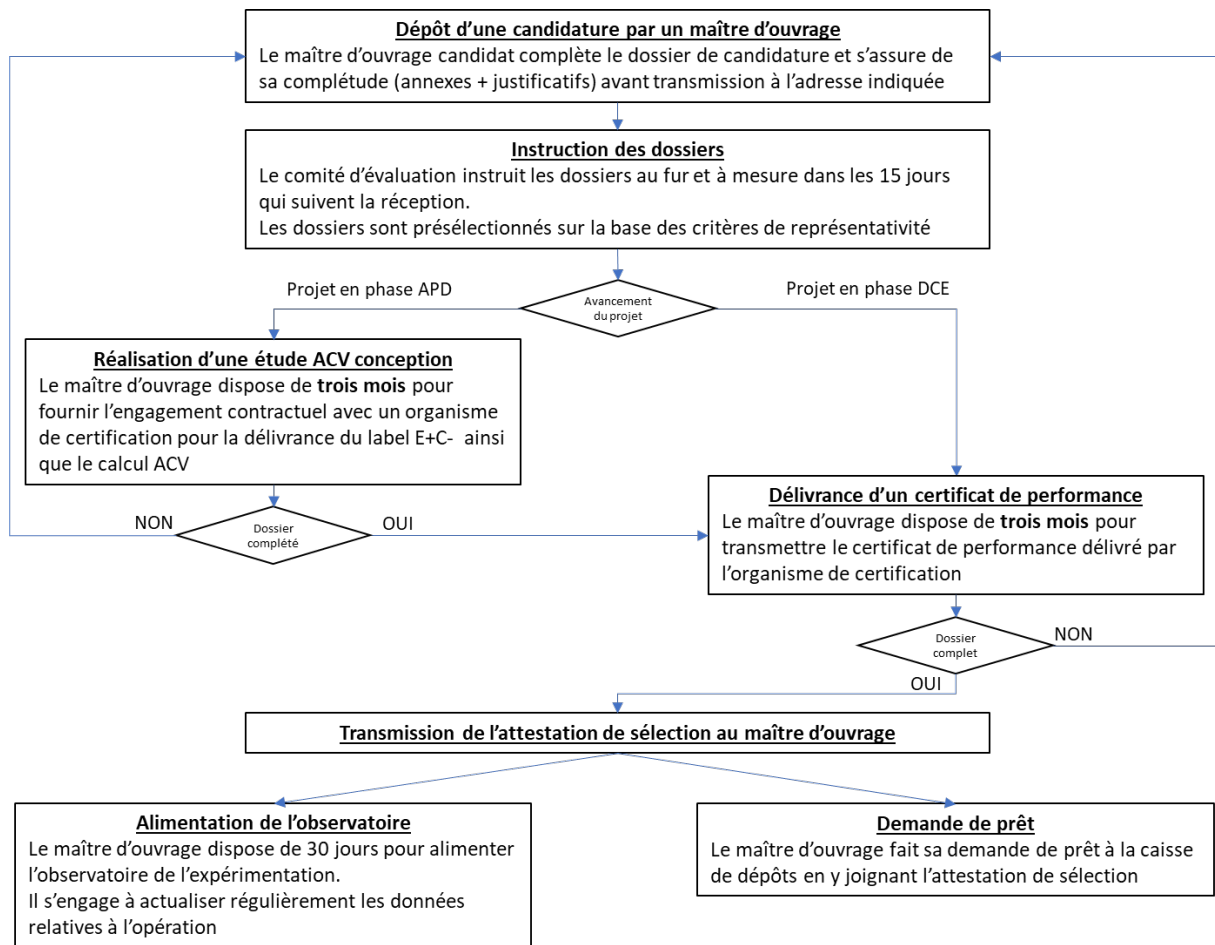 Dépôt d'une candidature par un maître d'ouvrage
Le maître d'ouvrage candidat complète le dossier de candidature et s'assure de
sa complétude (annexes + justificatifs) avant transmission à l'adresse indiquée
Instruction des dossiers
Le comité d'évaluation instruit les dossiers au fur et à mesure dans les 15 jours
qui suivent la réception.
Les dossiers sont présélectionnés sur la base des critères de représentativité
Projet en phase APD
Avancement
du projet
Projet en phase DCE
Réalisation d'une étude ACV conception
Le maître d'ouvrage dispose de trois mois pour
fournir l'engagement contractuel avec un organisme
de certification pour la délivrance du label E+C- ainsi
que le calcul ACV
NON
Dossier
complété
OUI
Délivrance d'un certificat de performance
Le maître d'ouvrage dispose de trois mois pour
transmettre le certificat de performance délivré par
l'organisme de certification
Dossier
complet
NON
OUI
Transmission de l'attestation de sélection au maître d'ouvrage
Alimentation de l'observatoire
Le maître d'ouvrage dispose de 30 jours pour alimenter
l'observatoire de l'expérimentation.
Il s'engage à actualiser régulièrement les données
relatives à l'opération
Demande de prêt
Le maître d'ouvrage fait sa demande de prêt à la caisse
de dépôts en y joignant l'attestation de sélection